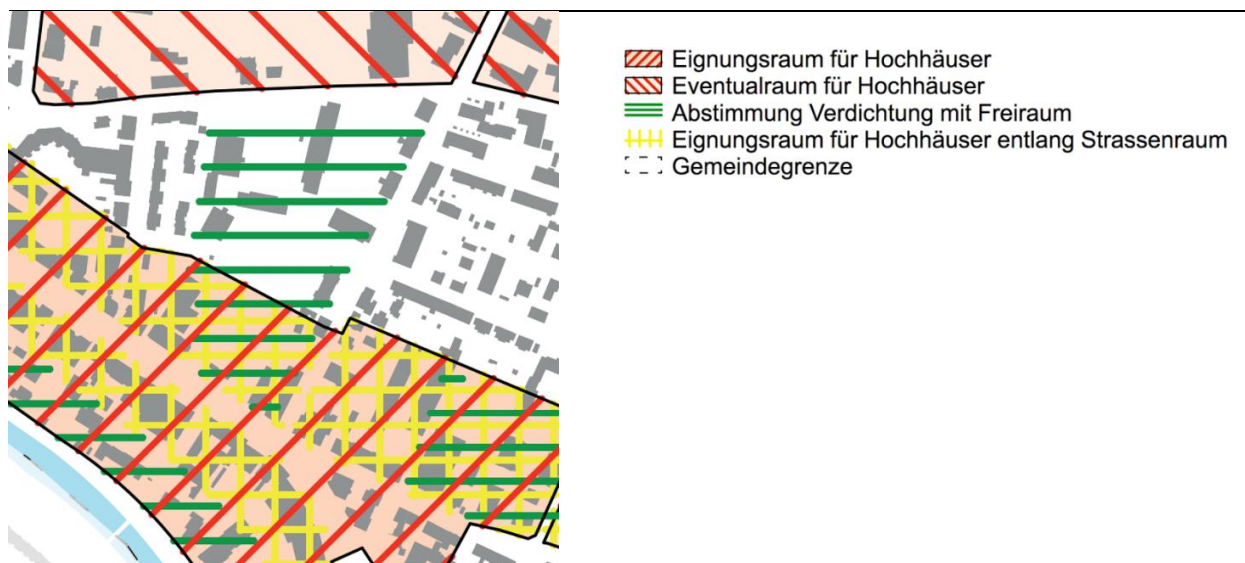 Eignungsraum für Hochhäuser
Eventualraum für Hochhäuser
Abstimmung Verdichtung mit Freiraum
Eignungsraum für Hochhäuser entlang Strassenraum
Gemeindegrenze